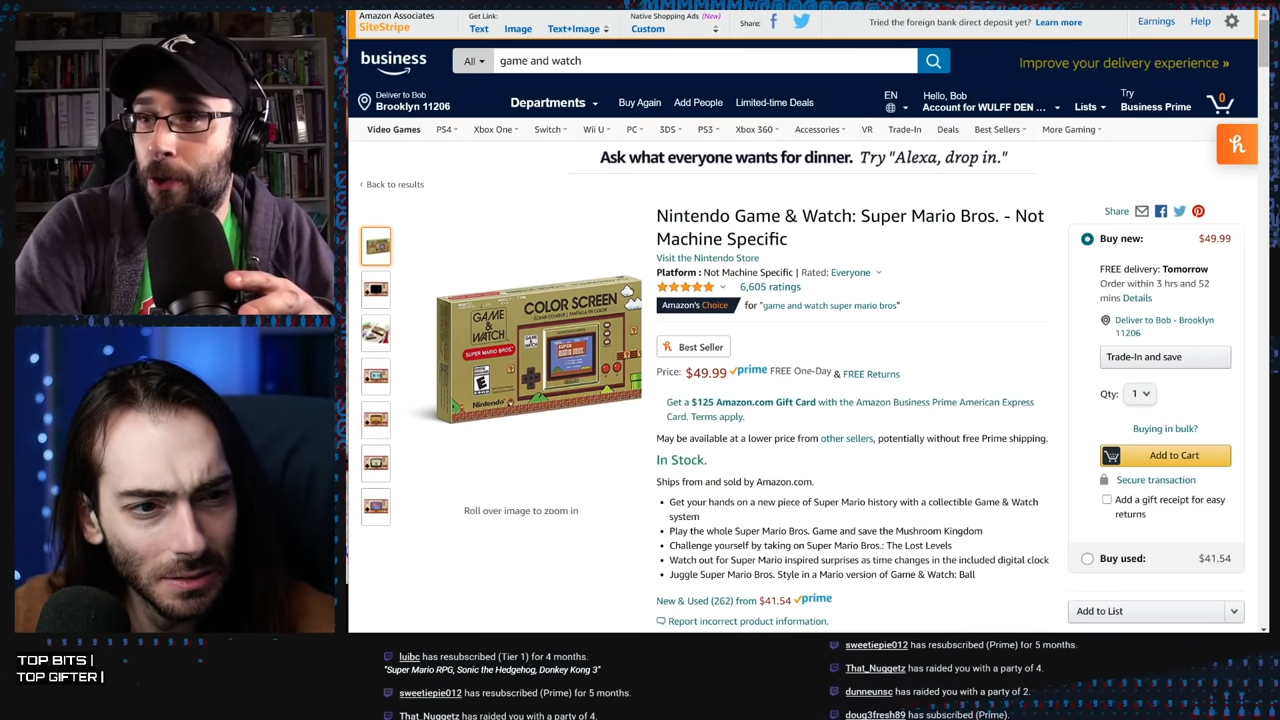 Amazon Associates
SiteStripe
Get Link:
Text
Image
Text+Image
Native Shopping Ads (New)
Custom
Share:
Tried the foreign bank direct deposit yet? Learn more
Earnings
Help
business
All
game and watch
Improve your delivery experience »
Deliver to Bob
Brooklyn 11206
Departments
Buy Again
Add People
Limited-time Deals
EN
Hello, Bob
Account for WULFF DEN ...
Lists
Try
Business Prime
0
Video Games
PS4
Xbox One
Switch
Wii U
PC
3DS
PS3
Xbox 360
Accessories
VR
Trade-In
Deals
Best Sellers
More Gaming
Ask what everyone wants for dinner. Try "Alexa, drop in."
‹ Back to results
Nintendo Game & Watch: Super Mario Bros. - Not
Machine Specific
Visit the Nintendo Store
Platform : Not Machine Specific | Rated: Everyone
6,605 ratings
Amazon's Choice for "game and watch super mario bros"
Best Seller
Price: $49.99 prime FREE One-Day & FREE Returns
Get a $125 Amazon.com Gift Card with the Amazon Business Prime American Express
Card. Terms apply.
May be available at a lower price from other sellers, potentially without free Prime shipping.
In Stock.
Ships from and sold by Amazon.com.
• Get your hands on a new piece of Super Mario history with a collectible Game & Watch
system
• Play the whole Super Mario Bros. Game and save the Mushroom Kingdom
• Challenge yourself by taking on Super Mario Bros.: The Lost Levels
• Watch out for Super Mario inspired surprises as time changes in the included digital clock
• Juggle Super Mario Bros. Style in a Mario version of Game & Watch: Ball
New & Used (262) from $41.54 prime
Report incorrect product information.
COLOR SCREEN
GAME &
WATCH
SUPER MARIO BROS.
Nintendo
Roll over image to zoom in
Share
Buy new:
$49.99
FREE delivery: Tomorrow
Order within 3 hrs and 52
mins Details
Deliver to Bob - Brooklyn
11206
Trade-In and save
Qty: 1
Buying in bulk?
Add to Cart
Secure transaction
Add a gift receipt for easy
returns
Buy used:
$41.54
Add to List
TOP BITS |
TOP GIFTER |
luibc has resubscribed (Tier 1) for 4 months.
"Super Mario RPG, Sonic the Hedgehog, Donkey Kong 3"
sweetiepie012 has resubscribed (Prime) for 5 months.
That_Nuggetz has raided you with a party of 4.
sweetiepie012 has resubscribed (Prime) for 5 months.
That_Nuggetz has raided you with a party of 4.
dunneunsc has raided you with a party of 2.
doug3fresh89 has subscribed (Prime).